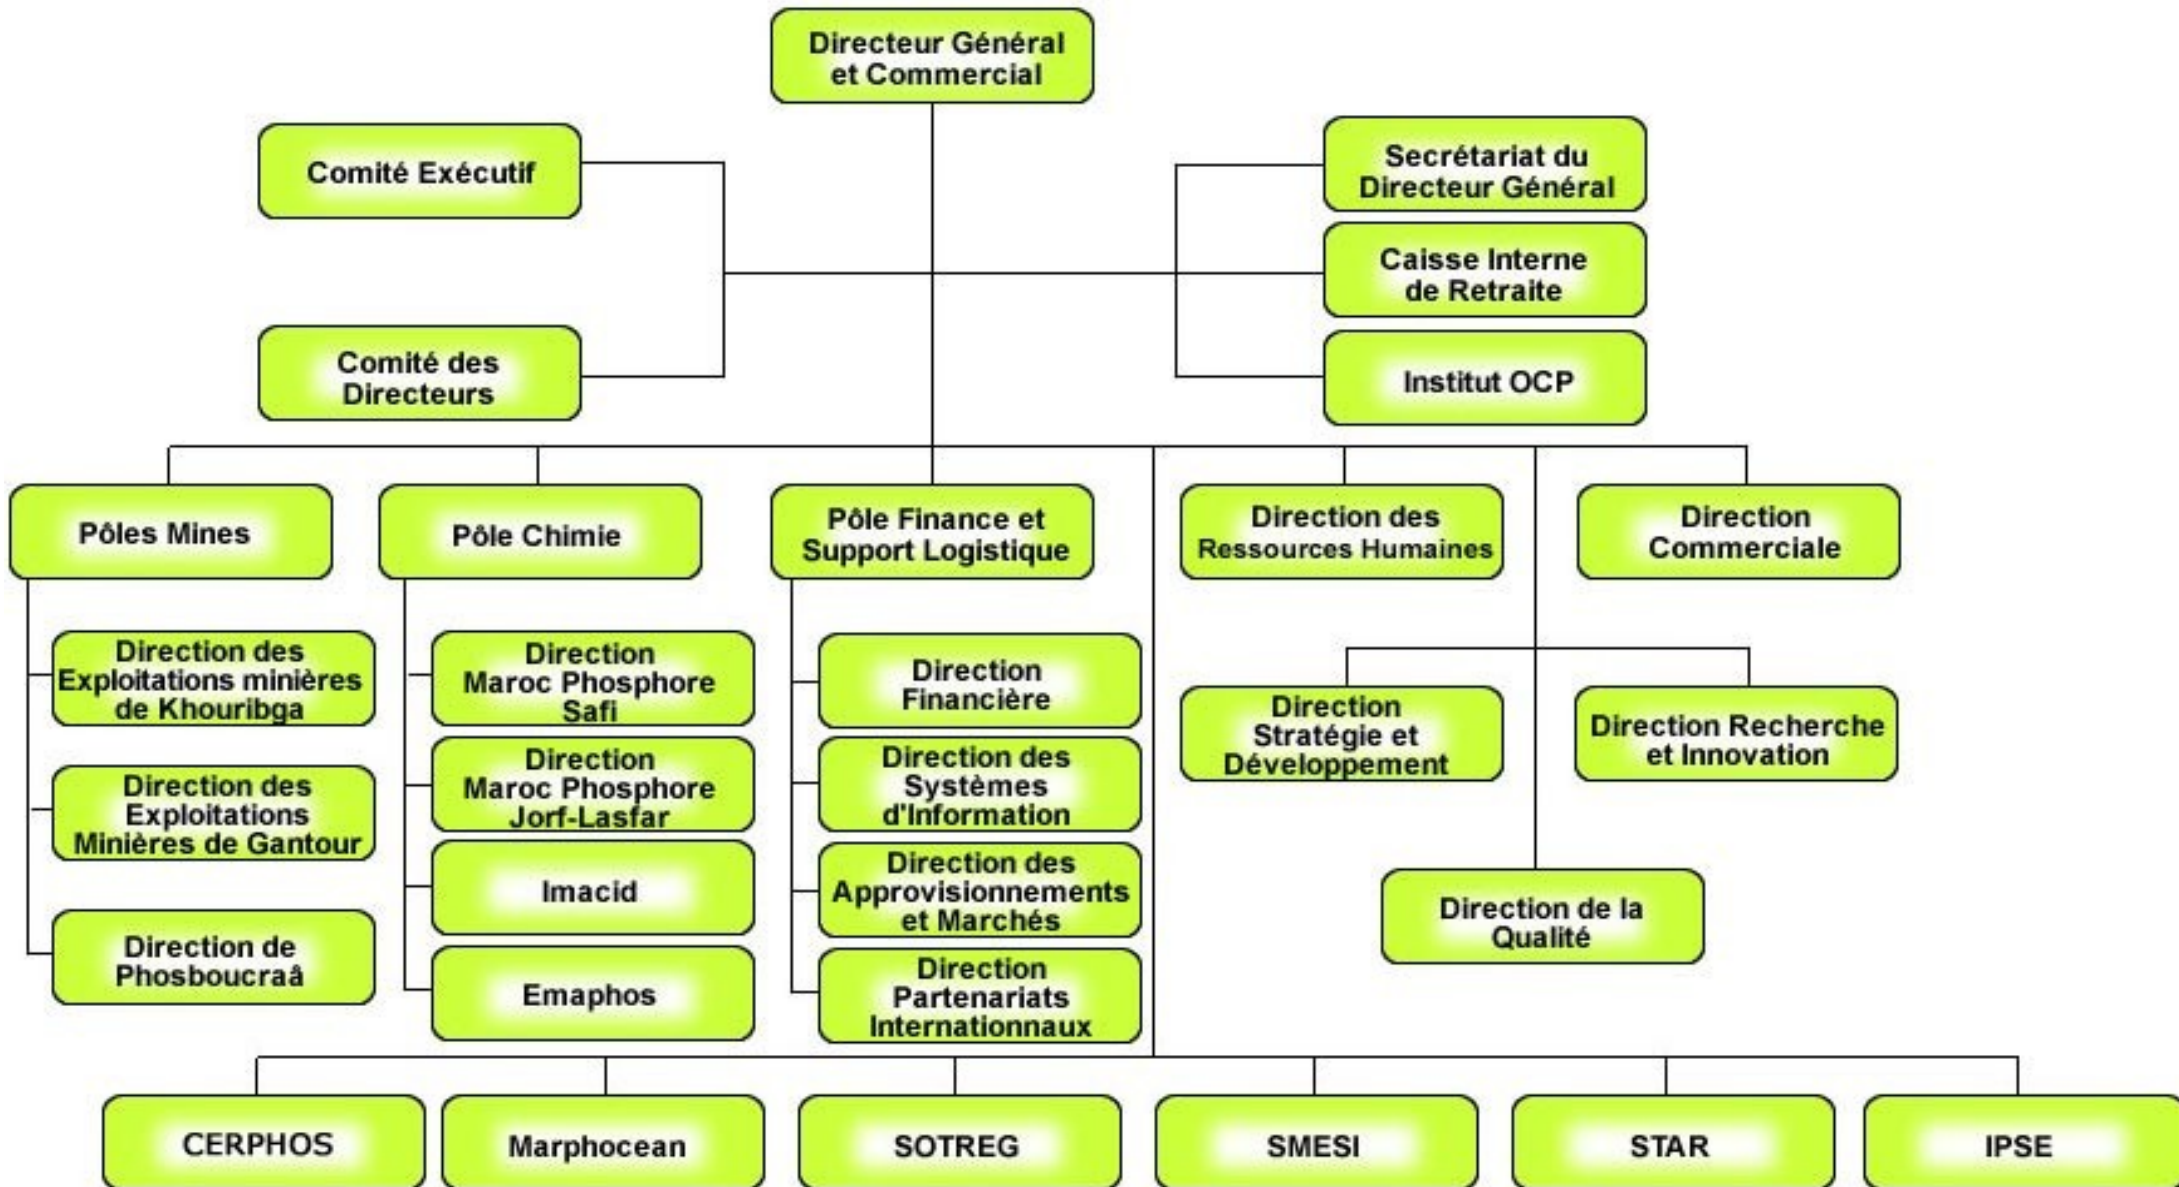 Directeur Général
et Commercial
Comité Exécutif
Secrétariat du
Directeur Général
Caisse Interne
de Retraite
Comité des
Directeurs
Institut OCP
Pôles Mines
Pôle Chimie
Pôle Finance et
Support Logistique
Direction des
Ressources Humaines
Direction
Commerciale
Direction des
Exploitations minières
de Khouribga
Direction des
Exploitations
Minières de Gantour
Direction de
Phosboucraâ
Direction
Maroc Phosphore
Safi
Direction
Maroc Phosphore
Jorf-Lasfar
Imacid
Emaphos
Direction
Financière
Direction des
Systèmes
d'Information
Direction des
Approvisionnements
et Marchés
Direction
Partenariats
Internationnaux
Direction
Stratégie et
Développement
Direction Recherche
et Innovation
Direction de la
Qualité
CERPHOS
Marphocean
SOTREG
SMESI
STAR
IPSE